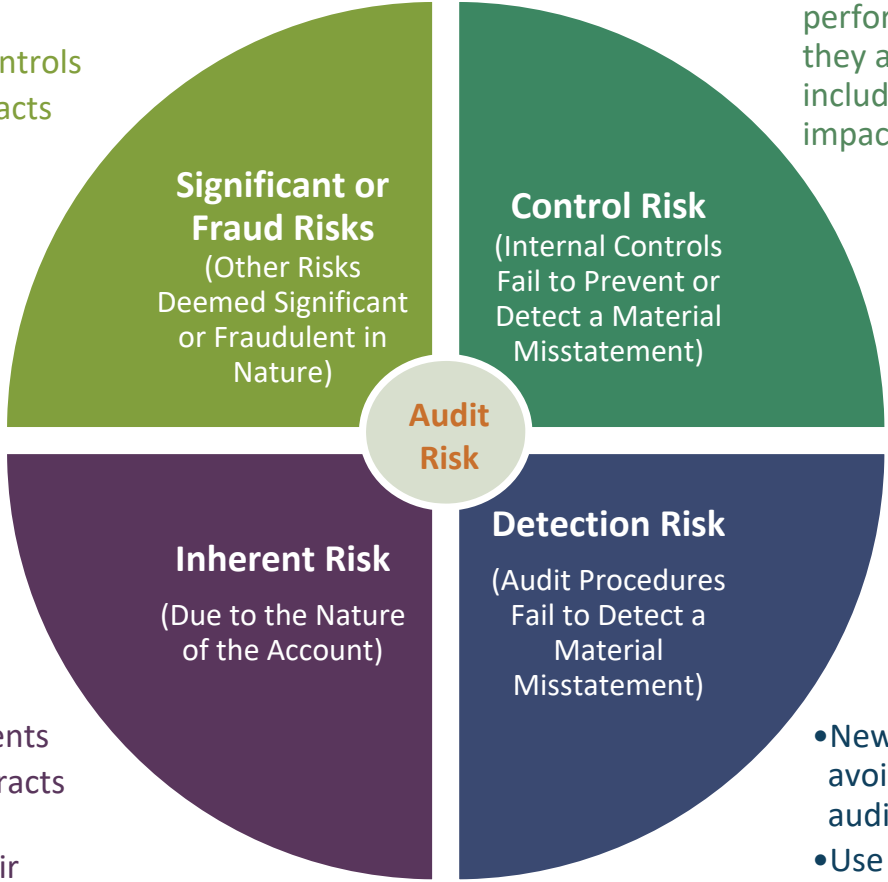 ntrols
acts
Significant or
Fraud Risks
(Other Risks
Deemed Significant
or Fraudulent in
Nature)
perfor
they a
includ
impac
Control Risk
(Internal Controls
Fail to Prevent or
Detect a Material
Misstatement)
Audit
Risk
Inherent Risk
(Due to the Nature
of the Account)
ents
racts
ir
Detection Risk
(Audit Procedures
Fail to Detect a
Material
Misstatement)
•New
avoi
audi
•Use